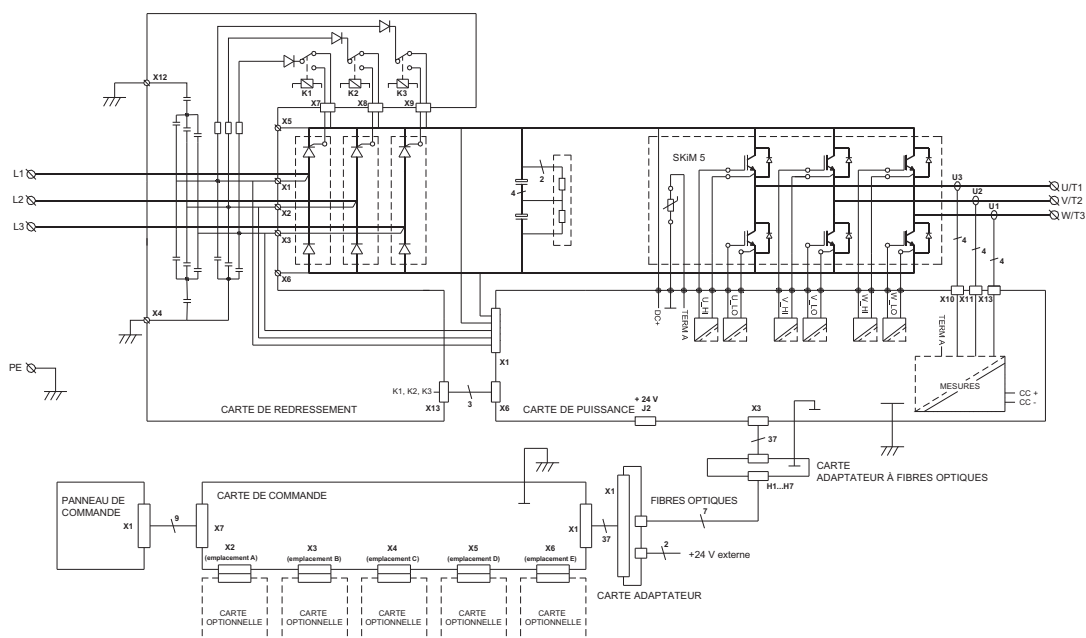 X12
K1
K2
K3
X7
X8
X9
X5
SKiM 5
2
4
L1
L2
L3
X1
X2
X3
X6
U3
U2
U1
U/T1
V/T2
W/T3
4
4
4
X10
X11
X13
X4
DC+
TERM A
U_HI
U_LO
V_HI
V_LO
W_HI
W_LO
TERM A
X1
PE
MESURES
CC +
CC -
K1, K2, K3
3
X13
X6
CARTE DE REDRESSEMENT
CARTE DE PUISSANCE
+ 24 V
J2
X3
37
CARTE
ADAPTATEUR À FIBRES OPTIQUES
H1...H7
PANNEAU DE
COMMANDE
X1
9
X7
CARTE DE COMMANDE
X1
37
X1
FIBRES OPTIQUES
7
2
+24 V externe
X2
(emplacement A)
X3
(emplacement B)
X4
(emplacement C)
X5
(emplacement D)
X6
(emplacement E)
CARTE ADAPTATEUR
CARTE
OPTIONNELLE
CARTE
OPTIONNELLE
CARTE
OPTIONNELLE
CARTE
OPTIONNELLE
CARTE
OPTIONNELLE